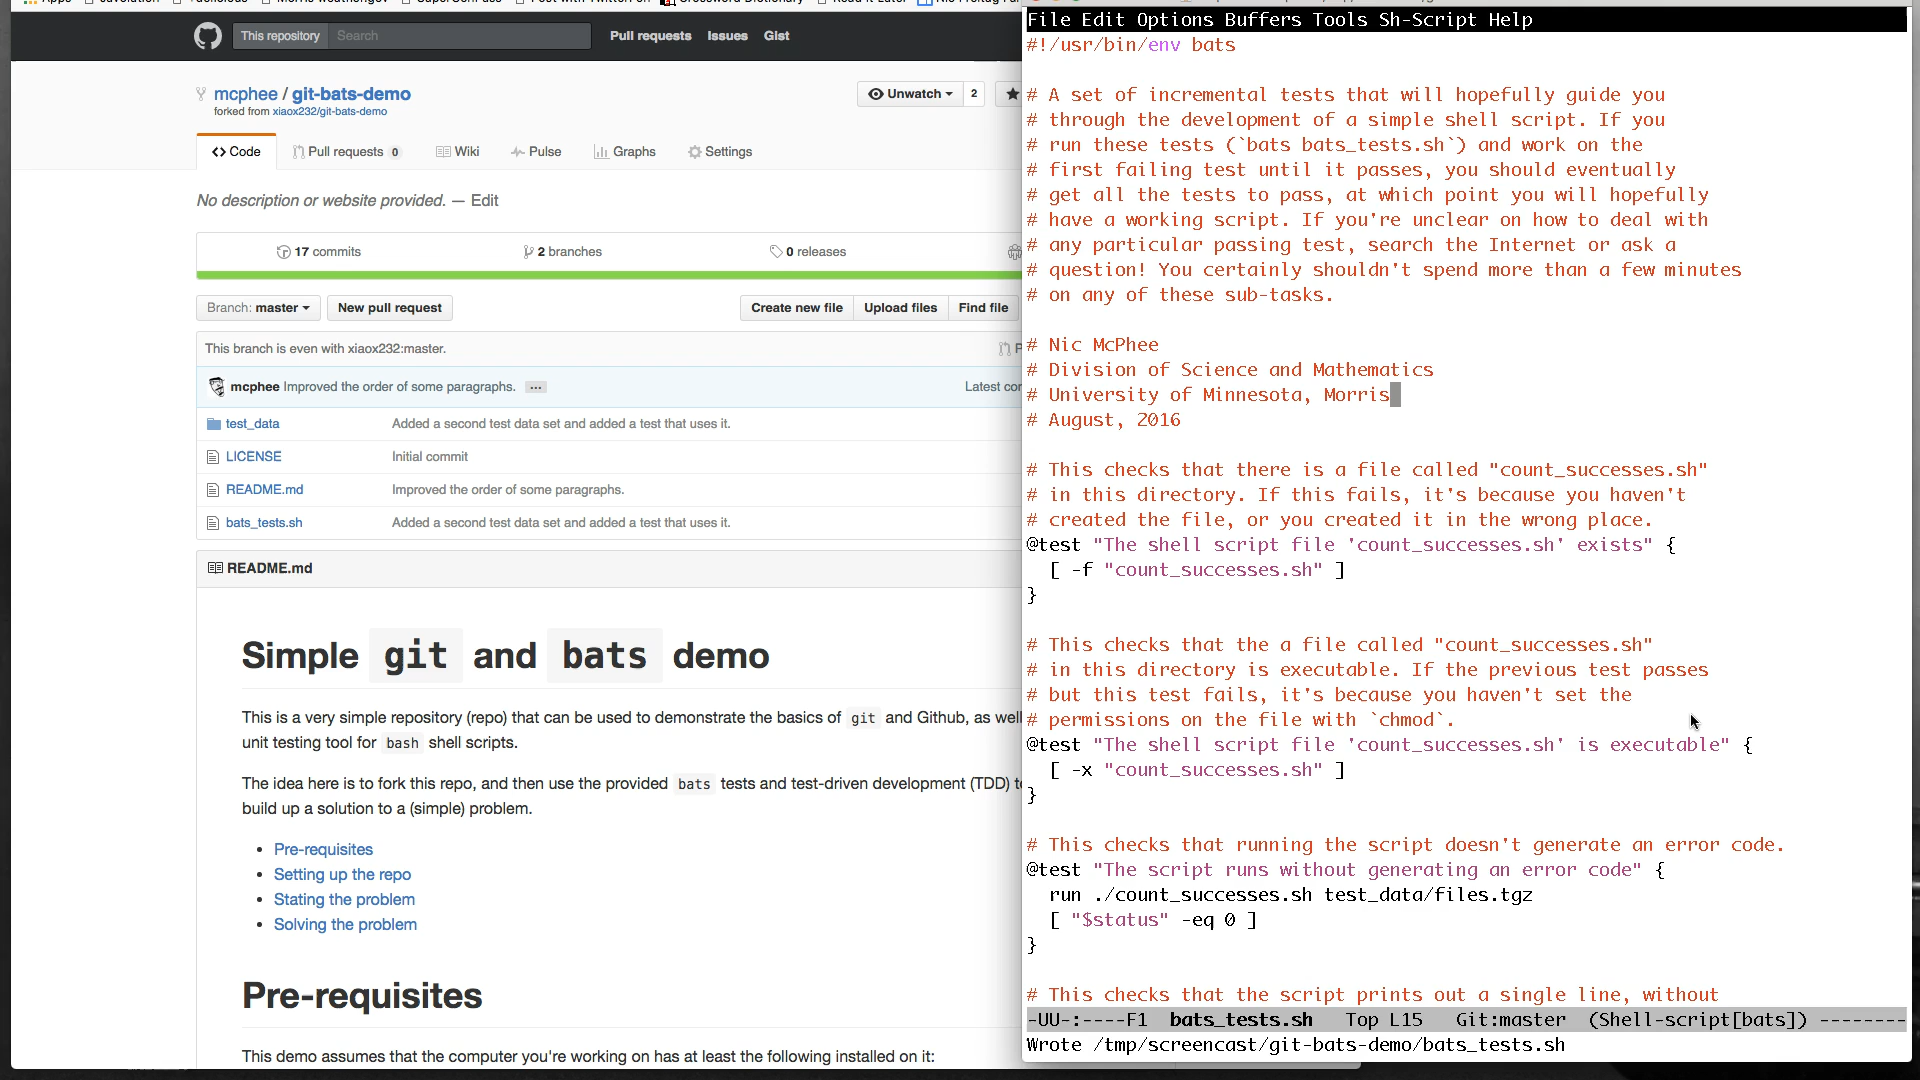 Apps
This repository
Search
Pull requests
Issues
Gist
mcphee / git-bats-demo
forked from xiaox232/git-bats-demo
Unwatch
2
Code
Pull requests 0
Wiki
Pulse
Graphs
Settings
No description or website provided. — Edit
17 commits
2 branches
0 releases
Branch: master
New pull request
Create new file
Upload files
Find file
This branch is even with xiaox232:master.
mcphee Improved the order of some paragraphs. ...
Latest con
test_data
Added a second test data set and added a test that uses it.
LICENSE
Initial commit
README.md
Improved the order of some paragraphs.
bats_tests.sh
Added a second test data set and added a test that uses it.
README.md
Simple git and bats demo
This is a very simple repository (repo) that can be used to demonstrate the basics of git and Github, as well
unit testing tool for bash shell scripts.
The idea here is to fork this repo, and then use the provided bats tests and test-driven development (TDD) to
build up a solution to a (simple) problem.
• Pre-requisites
• Setting up the repo
• Stating the problem
• Solving the problem
Pre-requisites
This demo assumes that the computer you're working on has at least the following installed on it:
File Edit Options Buffers Tools Sh-Script Help
#!/usr/bin/env bats
# A set of incremental tests that will hopefully guide you
# through the development of a simple shell script. If you
# run these tests (`bats bats_tests.sh`) and work on the
# first failing test until it passes, you should eventually
# get all the tests to pass, at which point you will hopefully
# have a working script. If you're unclear on how to deal with
# any particular passing test, search the Internet or ask a
# question! You certainly shouldn't spend more than a few minutes
# on any of these sub-tasks.
# Nic McPhee
# Division of Science and Mathematics
# University of Minnesota, Morris
# August, 2016
# This checks that there is a file called "count_successes.sh"
# in this directory. If this fails, it's because you haven't
# created the file, or you created it in the wrong place.
@test "The shell script file 'count_successes.sh' exists" {
[ -f "count_successes.sh" ]
}
# This checks that the a file called "count_successes.sh"
# in this directory is executable. If the previous test passes
# but this test fails, it's because you haven't set the
# permissions on the file with `chmod`.
@test "The shell script file 'count_successes.sh' is executable" {
[ -x "count_successes.sh" ]
}
# This checks that running the script doesn't generate an error code.
@test "The script runs without generating an error code" {
run ./count_successes.sh test_data/files.tgz
[ "$status" -eq 0 ]
}
# This checks that the script prints out a single line, without
-UU-:----F1 bats_tests.sh Top L15 Git:master (Shell-script[bats]) --------
Wrote /tmp/screencast/git-bats-demo/bats_tests.sh